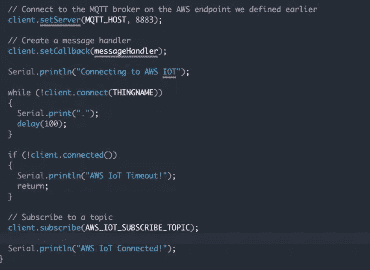 // Connect to the MQTT broker on the AWS endpoint we defined earlier
client.setServer(MQTT_HOST, 8883);
// Create a message handler
client.setCallback(messageHandler);
Serial.println("Connecting to AWS IOT");
while (!client.connect(THINGNAME))
{
Serial.print(".");
delay(100);
}
if (!client.connected())
{
Serial.println("AWS IoT Timeout!");
return;
}
// Subscribe to a topic
client.subscribe(AWS_IOT_SUBSCRIBE_TOPIC);
Serial.println("AWS IoT Connected!");
}